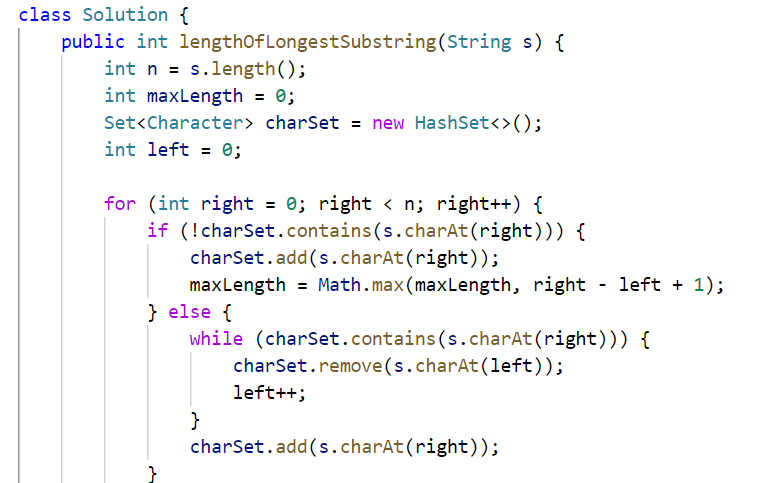 class Solution {
    public int lengthOfLongestSubstring(String s) {
        int n = s.length();
        int maxLength = 0;
        Set<Character> charSet = new HashSet<>();
        int left = 0;

        for (int right = 0; right < n; right++) {
            if (!charSet.contains(s.charAt(right))) {
                charSet.add(s.charAt(right));
                maxLength = Math.max(maxLength, right - left + 1);
            } else {
                while (charSet.contains(s.charAt(right))) {
                    charSet.remove(s.charAt(left));
                    left++;
                }
                charSet.add(s.charAt(right));
            }